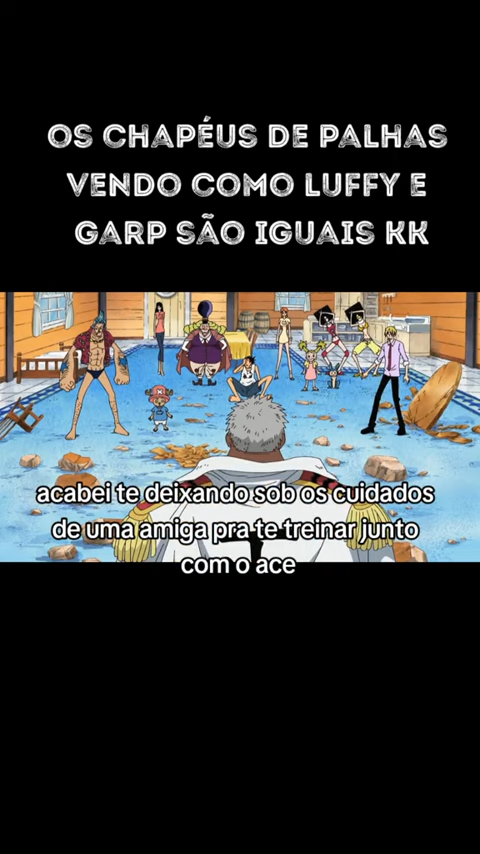 OS CHAPÉUS DE PALHAS
VENDO COMO LUFFY E
GARP SÃO IGUAIS KK
acabei te deixando sob os cuidados
de uma amiga pra te treinar junto
com o ace